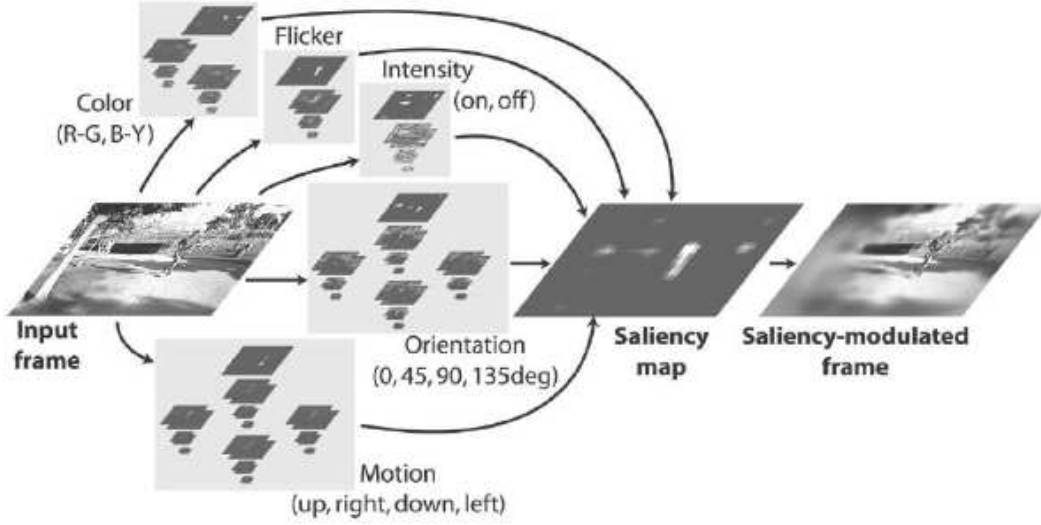 Flicker
Intensity
(on, off)
Color
(R-G, B-Y)
Input
frame
Orientation
(0, 45, 90, 135deg)
Saliency
map
Saliency-modulated
frame
Motion
(up, right, down, left)